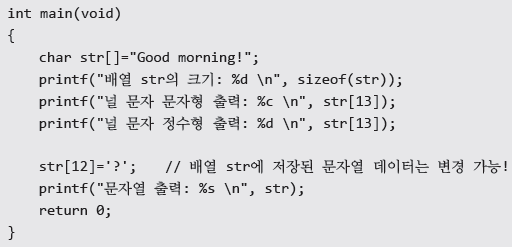 int main(void)
{
    char str[]="Good morning!";
    printf("배열 str의 크기: %d \n", sizeof(str));
    printf("널 문자 문자형 출력: %c \n", str[13]);
    printf("널 문자 정수형 출력: %d \n", str[13]);

    str[12]='?';    // 배열 str에 저장된 문자열 데이터는 변경 가능!
    printf("문자열 출력: %s \n", str);
    return 0;
}